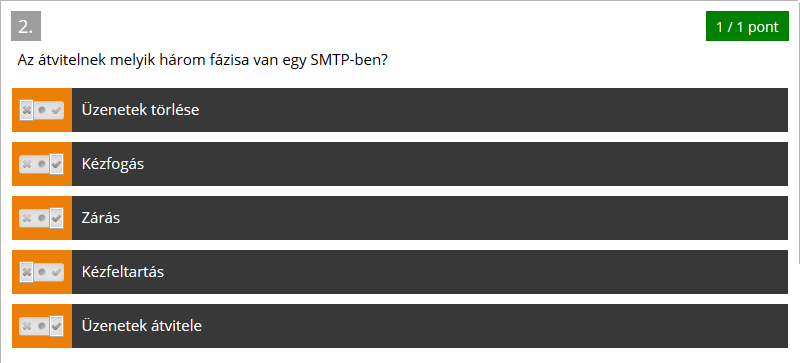 2.
1 / 1 pont
Az átvitelnek melyik három fázisa van egy SMTP-ben?
Üzenetek törlése
Kézfogás
Zárás
Kézfeltartás
Üzenetek átvitele